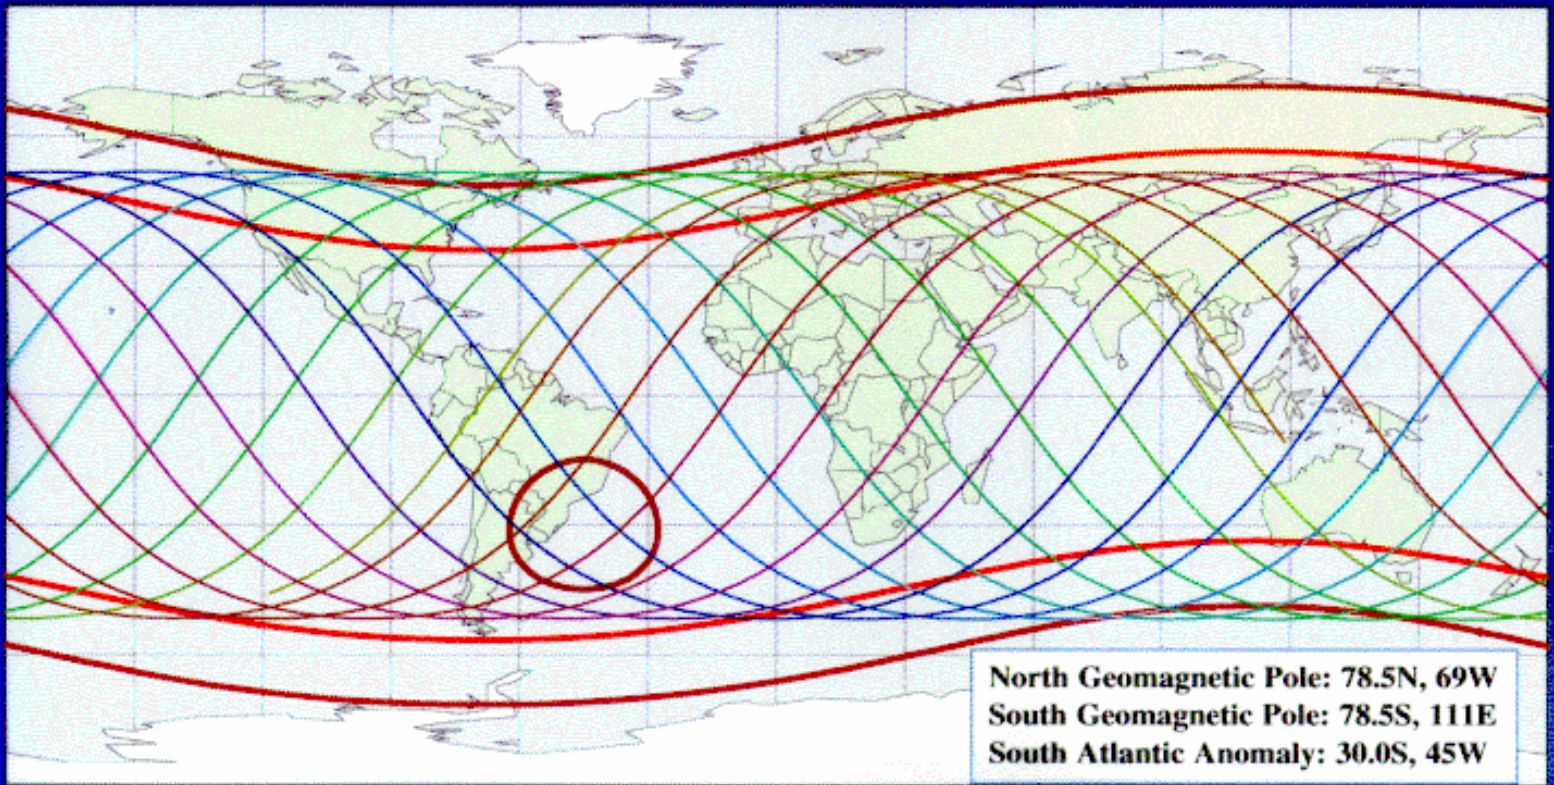 North Geomagnetic Pole: 78.5N, 69W
South Geomagnetic Pole: 78.5S, 111E
South Atlantic Anomaly: 30.0S, 45W